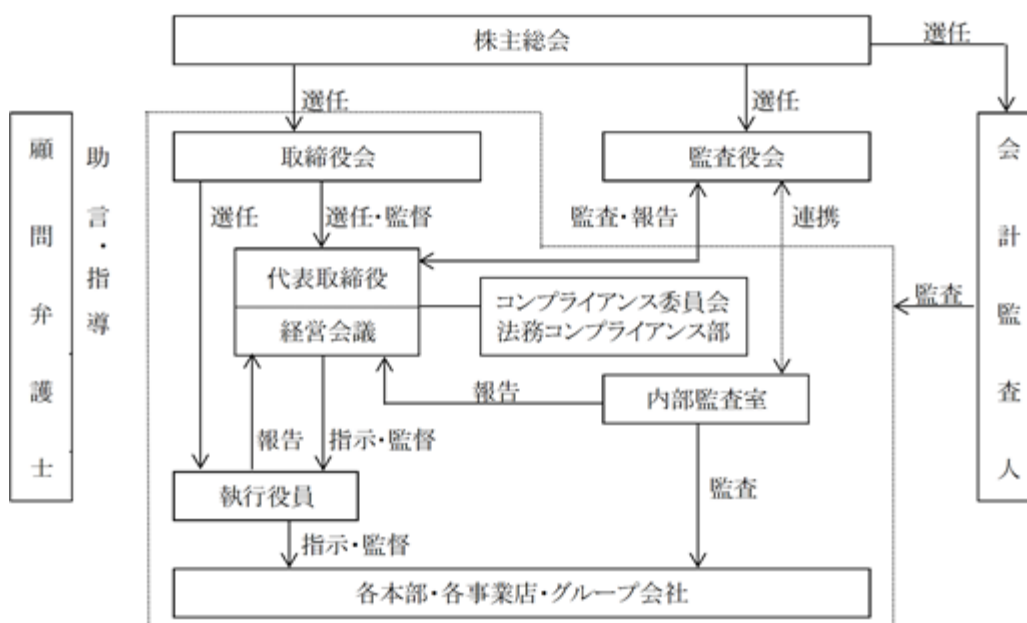 株主総会
選任
選任
選任
取締役会
監査役会
顧問弁護士
助言・指導
会計監査人
選任
選任・監督
監査・報告
連携
代表取締役
経営会議
コンプライアンス委員会
法務コンプライアンス部
監査
報告
内部監査室
報告
指示・監督
執行役員
監査
指示・監督
各本部・各事業店・グループ会社